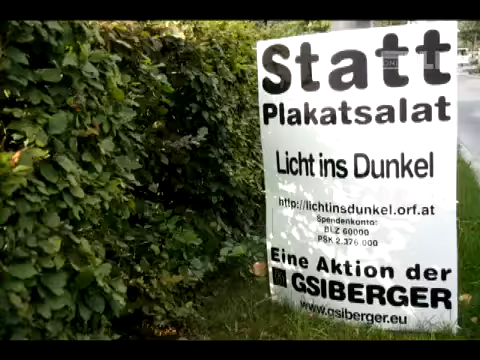 Statt
Plakatsalat
Licht ins Dunkel
http://lichtinsdunkel.orf.at
Spendenkonto:
BLZ 60000
PSK 2.376.000
Eine Aktion der
GSIBERGER
www.gsiberger.eu